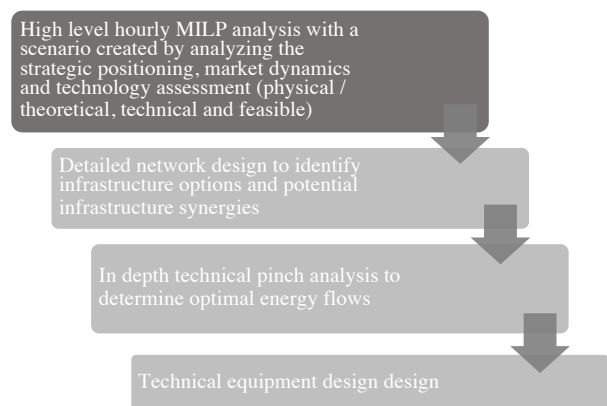 High level hourly MILP analysis with a
scenario created by analyzing the
strategic positioning, market dynamics
and technology assessment (physical /
theoretical, technical and feasible)
Detailed network design to identify
infrastructure options and potential
infrastructure synergies
In depth technical pinch analysis to
determine optimal energy flows
Technical equipment design design